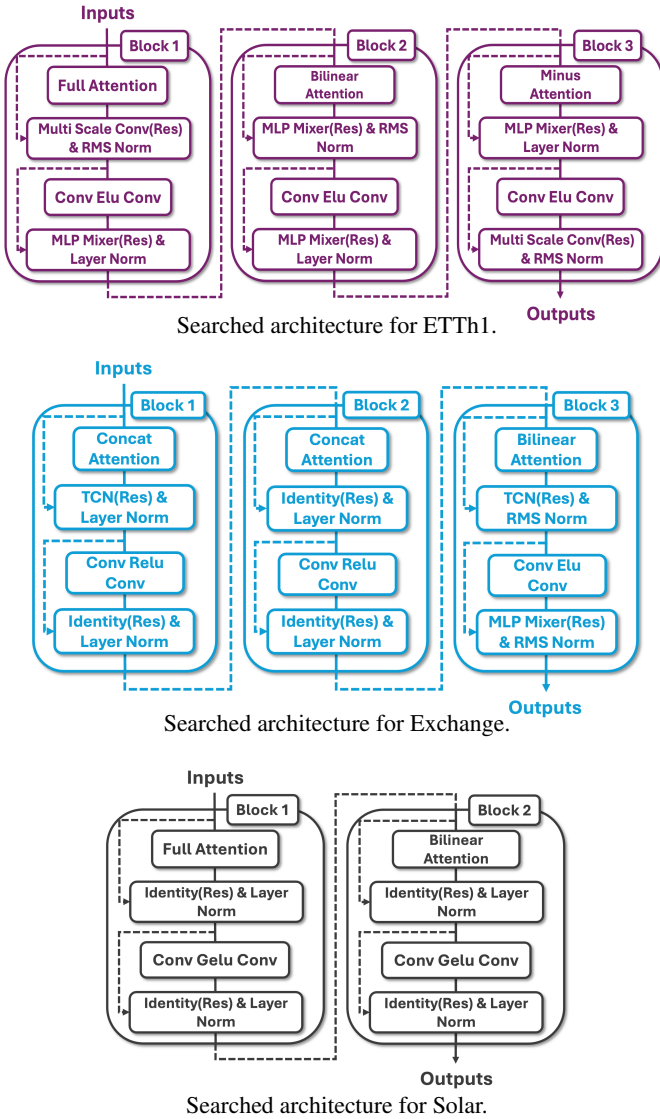 Inputs
Block 1
Full Attention
Multi Scale Conv(Res)
& RMS Norm
Conv Elu Conv
MLP Mixer(Res) &
Layer Norm
Block 2
Bilinear
Attention
MLP Mixer(Res) & RMS
Norm
Conv Elu Conv
MLP Mixer(Res) &
Layer Norm
Block 3
Minus
Attention
MLP Mixer(Res) &
Layer Norm
Conv Elu Conv
Multi Scale Conv(Res)
& RMS Norm
Outputs
Searched architecture for ETTh1.
Inputs
Block 1
Concat
Attention
TCN(Res) &
Layer Norm
Conv Relu
Conv
Identity(Res) &
Layer Norm
Block 2
Concat
Attention
Identity(Res) &
Layer Norm
Conv Relu
Conv
Identity(Res) &
Layer Norm
Block 3
Bilinear
Attention
TCN(Res) &
RMS Norm
Conv Elu
Conv
MLP Mixer(Res)
& RMS Norm
Outputs
Searched architecture for Exchange.
Inputs
Block 1
Full Attention
Identity(Res) & Layer
Norm
Conv Gelu Conv
Identity(Res) & Layer
Norm
Block 2
Bilinear
Attention
Identity(Res) & Layer
Norm
Conv Gelu Conv
Identity(Res) & Layer
Norm
Outputs
Searched architecture for Solar.